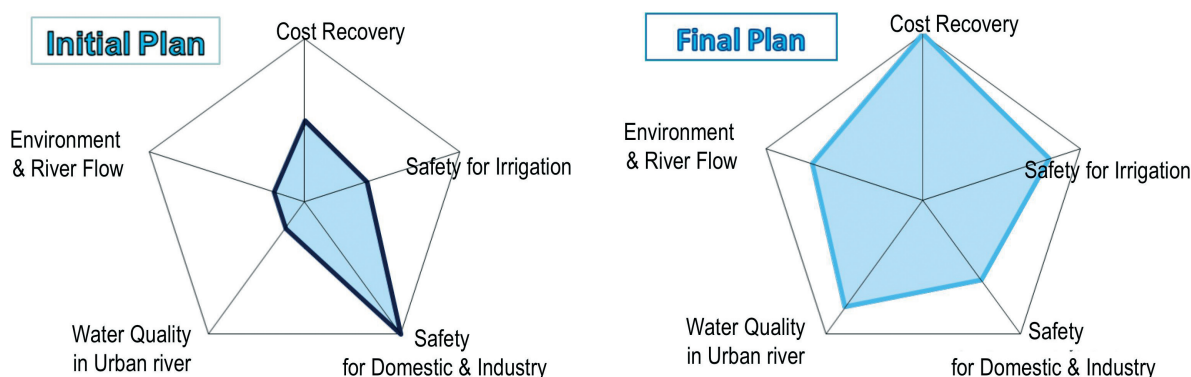 Initial Plan
Cost Recovery
Environment
& River Flow
Safety for Irrigation
Water Quality
in Urban river
Safety
for Domestic & Industry
Final Plan
Cost Recovery
Environment
& River Flow
Safety for Irrigation
Water Quality
in Urban river
Safety
for Domestic & Industry